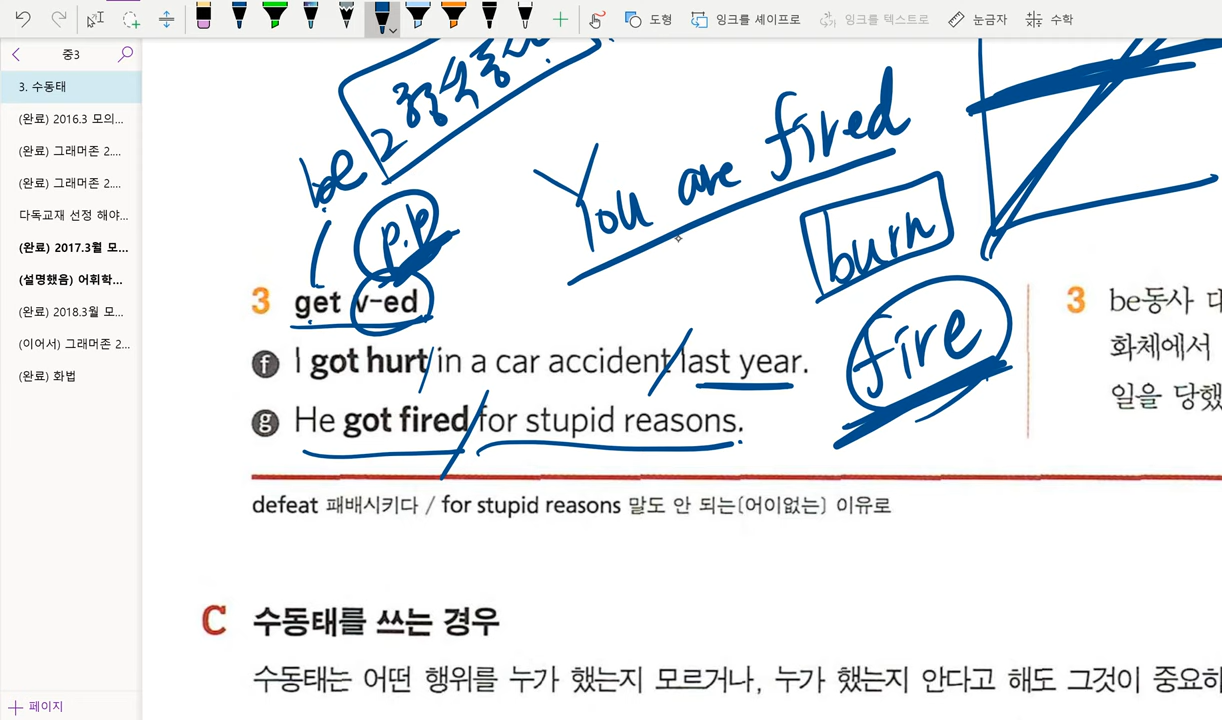 도형
잉크를 셰이프로
잉크를 텍스트로
눈금자
수학
중3
3. 수동태
(완료) 2016.3 모의...
(완료) 그래머존 2....
(완료) 그래머존 2....
다독교재 선정 해야...
(완료) 2017.3월 모...
(설명했음) 어휘학...
(완료) 2018.3월 모...
(이어서) 그래머존 2...
(완료) 화법
페이지
2형식동사
be
p.p
You are fired
burn
fire
3 get v-ed
f I got hurt/in a car accident/last year.
g He got fired/for stupid reasons.
defeat 패배시키다 / for stupid reasons 말도 안 되는[어이없는] 이유로
3 be동사 대
화체에서
일을 당했
C 수동태를 쓰는 경우
수동태는 어떤 행위를 누가 했는지 모르거나, 누가 했는지 안다고 해도 그것이 중요하